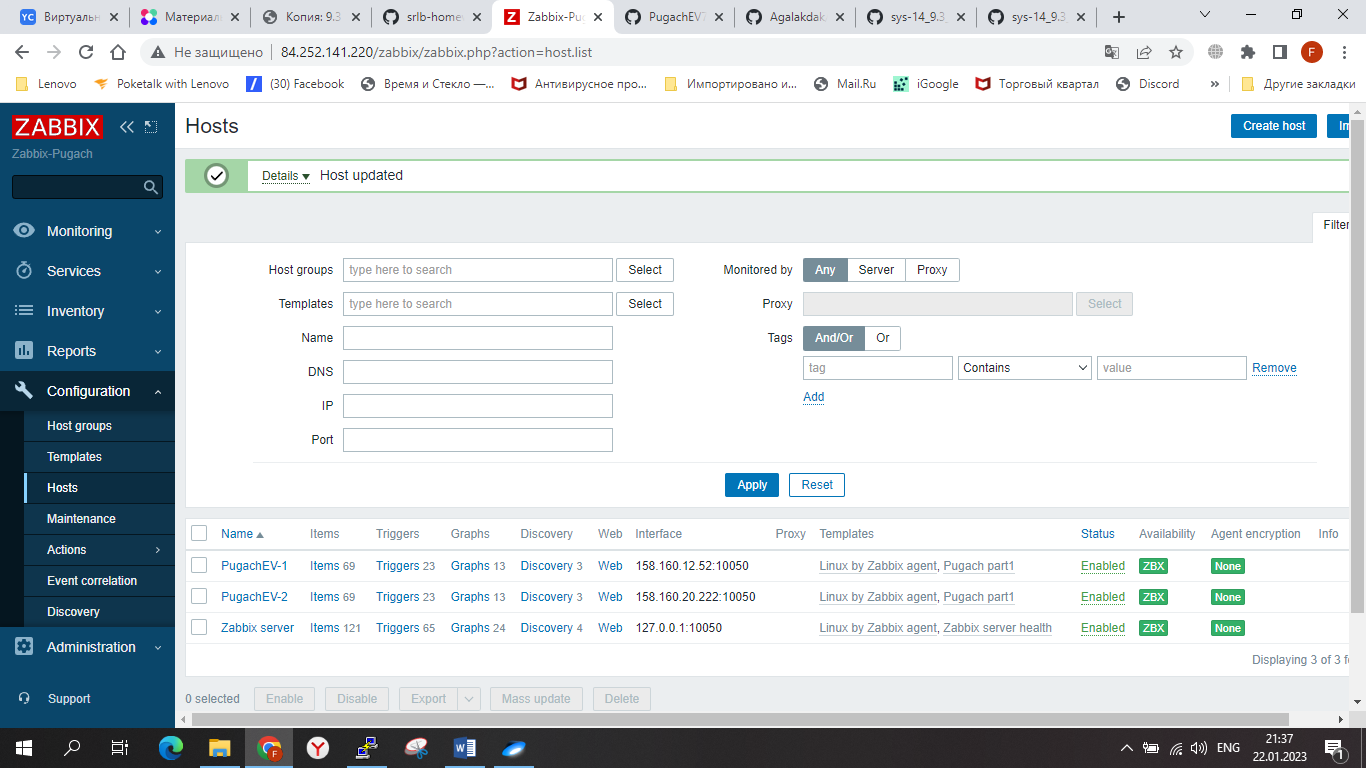 Виртуальн
Материал
Копия: 9.3
srlb-home
Zabbix-Pug
PugachEV
Agalakdak
sys-14_9.3
sys-14_9.3
Не защищено 84.252.141.220/zabbix/zabbix.php?action=host.list
Lenovo Poketalk with Lenovo (30) Facebook Время и Стекло —... Антивирусное про... Импортировано и... Mail.Ru iGoogle Торговый квартал Discord » Другие закладки
ZABBIX
Zabbix-Pugach
Monitoring
Services
Inventory
Reports
Configuration
Host groups
Templates
Hosts
Maintenance
Actions
Event correlation
Discovery
Administration
Support
Hosts
Create host
Details Host updated
Filter
Host groups type here to search Select Monitored by Any Server Proxy
Templates type here to search Select Proxy Select
Name Tags And/Or Or
DNS tag Contains value Remove
IP Add
Port
Apply Reset
Name Items Triggers Graphs Discovery Web Interface Proxy Templates Status Availability Agent encryption Info
PugachEV-1 Items 69 Triggers 23 Graphs 13 Discovery 3 Web 158.160.12.52:10050 Linux by Zabbix agent, Pugach part1 Enabled ZBX None
PugachEV-2 Items 69 Triggers 23 Graphs 13 Discovery 3 Web 158.160.20.222:10050 Linux by Zabbix agent, Pugach part1 Enabled ZBX None
Zabbix server Items 121 Triggers 65 Graphs 24 Discovery 4 Web 127.0.0.1:10050 Linux by Zabbix agent, Zabbix server health Enabled ZBX None
Displaying 3 of 3 f
0 selected Enable Disable Export Mass update Delete
ENG
21:37
22.01.2023